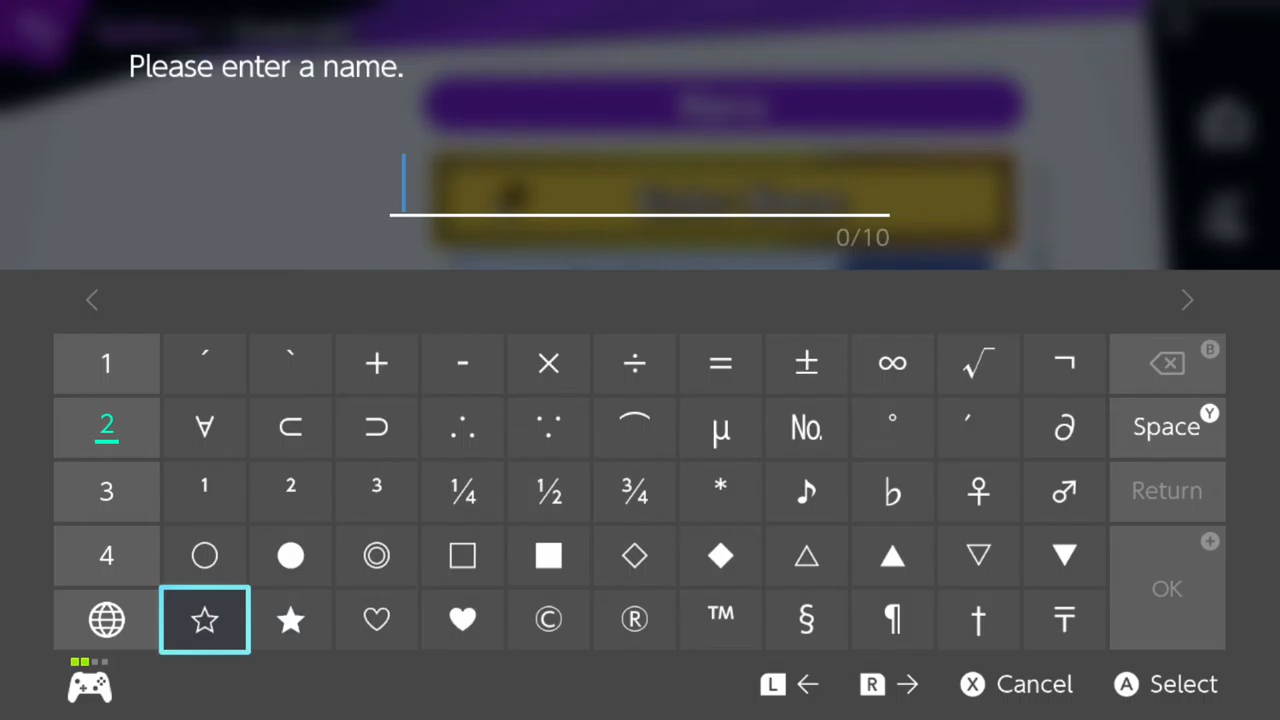 Please enter a name.
0/10
1 ´ ` + - × ÷ = ± ∞ √ ¬ B
2 ∀ ⊂ ⊃ ∴ ∵ ⌒ µ № ° ′ ∂ Space Y
3 ¹ ² ³ ¼ ½ ¾ * ♪ ♭ ♀ ♂ Return
4 ○ ● ◎ □ ■ ◇ ◆ △ ▲ ▽ ▼ OK +
☆ ★ ♡ ♥ © ® ™ § ¶ † 〒
L ← R → X Cancel A Select